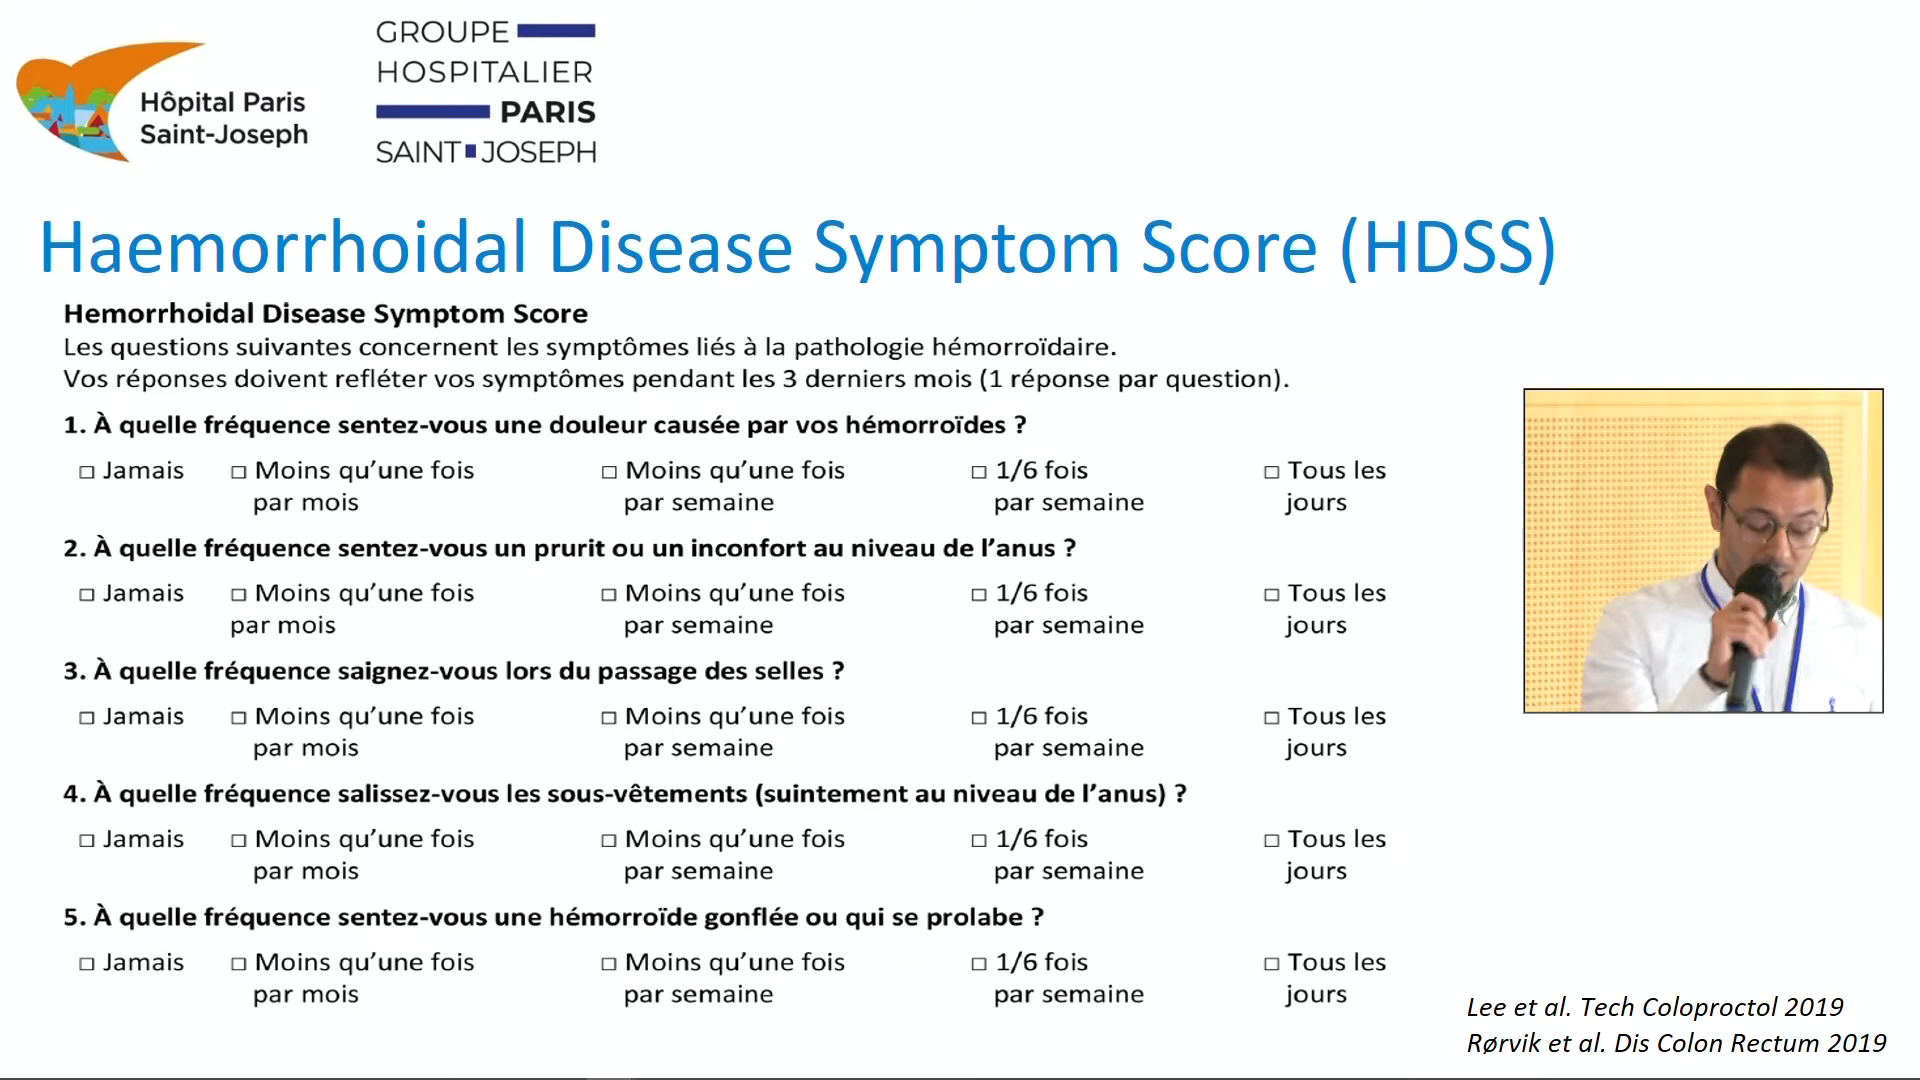 Hôpital Paris
Saint-Joseph
GROUPE
HOSPITALIER
PARIS
SAINT JOSEPH
Haemorrhoidal Disease Symptom Score (HDSS)
Hemorrhoidal Disease Symptom Score
Les questions suivantes concernent les symptômes liés à la pathologie hémorroïdaire.
Vos réponses doivent refléter vos symptômes pendant les 3 derniers mois (1 réponse par question).
1. À quelle fréquence sentez-vous une douleur causée par vos hémorroïdes ?
□ Jamais □ Moins qu’une fois □ Moins qu’une fois □ 1/6 fois □ Tous les
par mois par semaine par semaine jours
2. À quelle fréquence sentez-vous un prurit ou un inconfort au niveau de l’anus ?
□ Jamais □ Moins qu’une fois □ Moins qu’une fois □ 1/6 fois □ Tous les
par mois par semaine par semaine jours
3. À quelle fréquence saignez-vous lors du passage des selles ?
□ Jamais □ Moins qu’une fois □ Moins qu’une fois □ 1/6 fois □ Tous les
par mois par semaine par semaine jours
4. À quelle fréquence salissez-vous les sous-vêtements (suintement au niveau de l’anus) ?
□ Jamais □ Moins qu’une fois □ Moins qu’une fois □ 1/6 fois □ Tous les
par mois par semaine par semaine jours
5. À quelle fréquence sentez-vous une hémorroïde gonflée ou qui se prolabe ?
□ Jamais □ Moins qu’une fois □ Moins qu’une fois □ 1/6 fois □ Tous les
par mois par semaine par semaine jours
Lee et al. Tech Coloproctol 2019
Rørvik et al. Dis Colon Rectum 2019